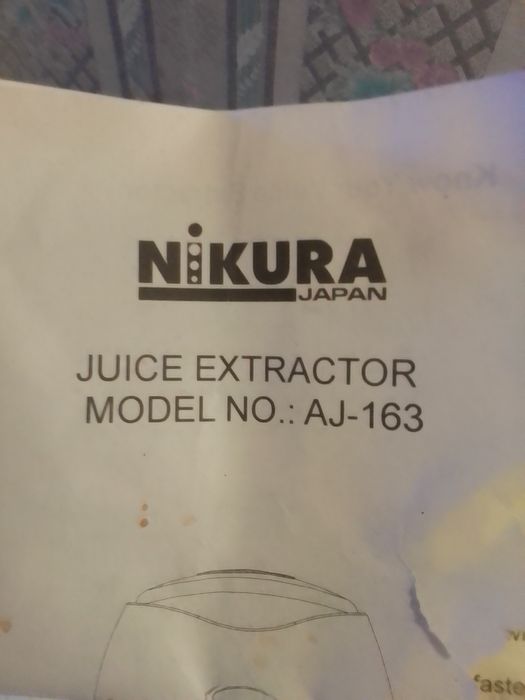 NiKURA
JAPAN
JUICE EXTRACTOR
MODEL NO.: AJ-163